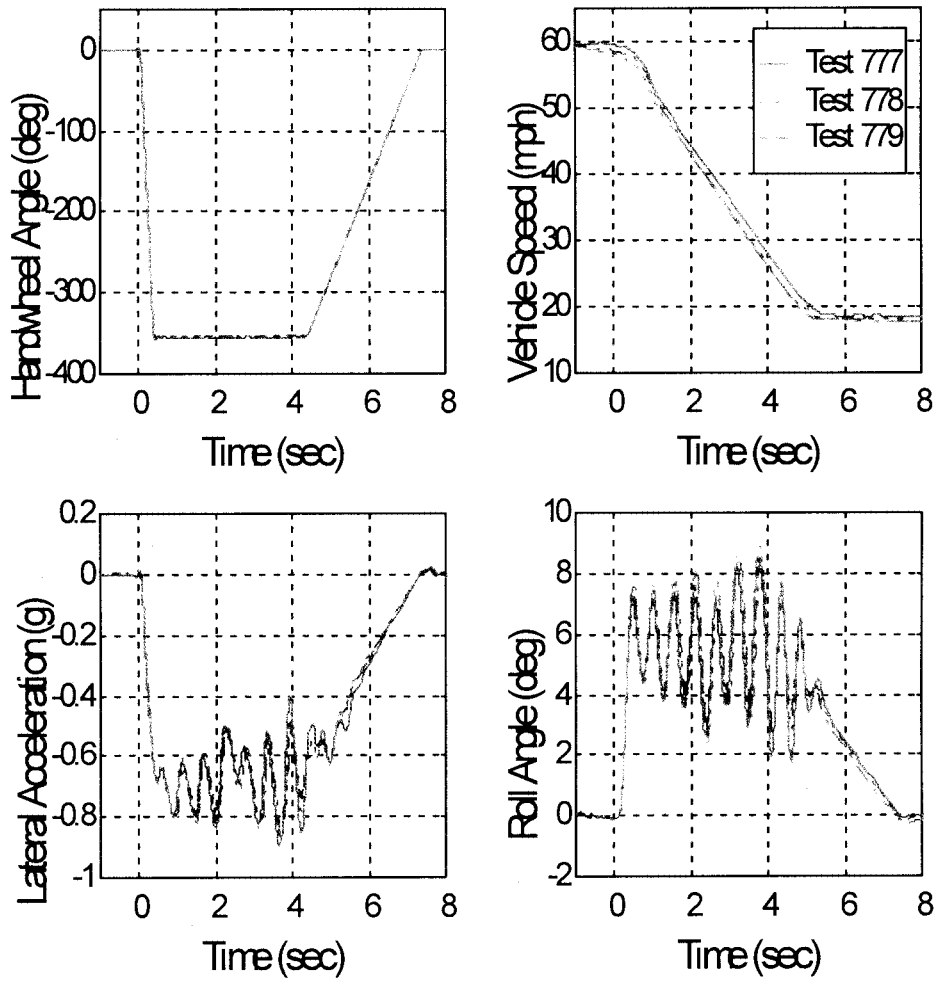 Handwheel Angle (deg)
0
-100
-200
-300
-400
0 2 4 6 8
Time (sec)
Vehicle Speed (mph)
60
50
40
30
20
10
Test 777
Test 778
Test 779
0 2 4 6 8
Time (sec)
Lateral Acceleration (g)
0.2
0
-0.2
-0.4
-0.6
-0.8
-1
0 2 4 6 8
Time (sec)
Roll Angle (deg)
10
8
6
4
2
0
-2
0 2 4 6 8
Time (sec)